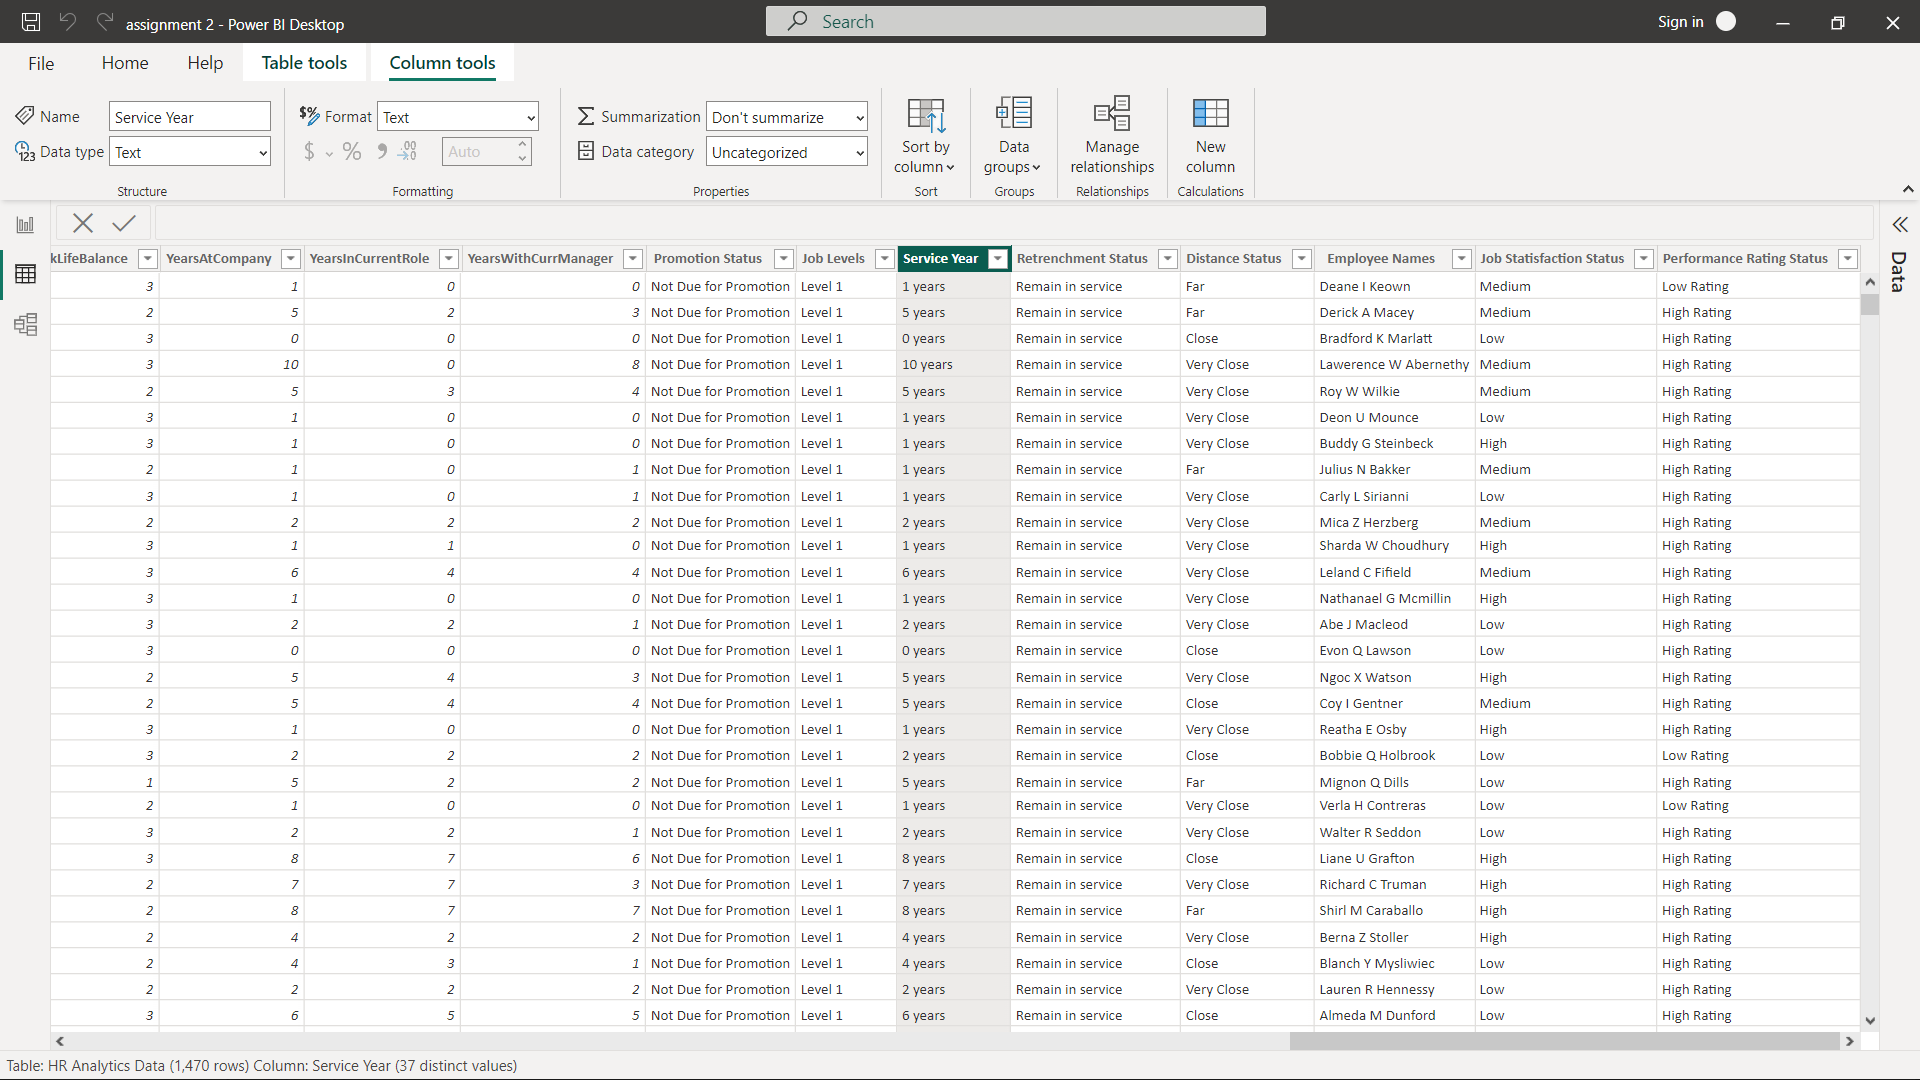 assignment 2 - Power BI Desktop
Search
Sign in
File Home Help Table tools Column tools
Name Service Year Format Text Summarization Don't summarize
Data type Text $ % Auto Data category Uncategorized
Sort by column Data groups Manage relationships New column
Structure Formatting Properties Sort Groups Relationships Calculations
Data
kLifeBalance YearsAtCompany YearsInCurrentRole YearsWithCurrManager Promotion Status Job Levels Service Year Retrenchment Status Distance Status Employee Names Job Statisfaction Status Performance Rating Status
3 1 0 0 Not Due for Promotion Level 1 1 years Remain in service Far Deane I Keown Medium Low Rating
2 5 2 3 Not Due for Promotion Level 1 5 years Remain in service Far Derick A Macey Medium High Rating
3 0 0 0 Not Due for Promotion Level 1 0 years Remain in service Close Bradford K Marlatt Low High Rating
3 10 0 8 Not Due for Promotion Level 1 10 years Remain in service Very Close Lawerence W Abernethy Medium High Rating
2 5 3 4 Not Due for Promotion Level 1 5 years Remain in service Very Close Roy W Wilkie Medium High Rating
3 1 0 0 Not Due for Promotion Level 1 1 years Remain in service Very Close Deon U Mounce Low High Rating
3 1 0 0 Not Due for Promotion Level 1 1 years Remain in service Very Close Buddy G Steinbeck High High Rating
2 1 0 1 Not Due for Promotion Level 1 1 years Remain in service Far Julius N Bakker Medium High Rating
3 1 0 1 Not Due for Promotion Level 1 1 years Remain in service Very Close Carly L Sirianni Low High Rating
2 2 2 2 Not Due for Promotion Level 1 2 years Remain in service Very Close Mica Z Herzberg Medium High Rating
3 1 1 0 Not Due for Promotion Level 1 1 years Remain in service Very Close Sharda W Choudhury High High Rating
3 6 4 4 Not Due for Promotion Level 1 6 years Remain in service Very Close Leland C Fifield Medium High Rating
3 1 0 0 Not Due for Promotion Level 1 1 years Remain in service Very Close Nathanael G Mcmillin High High Rating
3 2 2 1 Not Due for Promotion Level 1 2 years Remain in service Very Close Abe J Macleod Low High Rating
3 0 0 0 Not Due for Promotion Level 1 0 years Remain in service Close Evon Q Lawson Low High Rating
2 5 4 3 Not Due for Promotion Level 1 5 years Remain in service Very Close Ngoc X Watson High High Rating
2 5 4 4 Not Due for Promotion Level 1 5 years Remain in service Close Coy I Gentner Medium High Rating
3 1 0 0 Not Due for Promotion Level 1 1 years Remain in service Very Close Reatha E Osby High High Rating
3 2 2 2 Not Due for Promotion Level 1 2 years Remain in service Close Bobbie Q Holbrook Low Low Rating
1 5 2 2 Not Due for Promotion Level 1 5 years Remain in service Far Mignon Q Dills Low High Rating
2 1 0 0 Not Due for Promotion Level 1 1 years Remain in service Very Close Verla H Contreras Low Low Rating
3 2 2 1 Not Due for Promotion Level 1 2 years Remain in service Very Close Walter R Seddon Low High Rating
3 8 7 6 Not Due for Promotion Level 1 8 years Remain in service Close Liane U Grafton High High Rating
2 7 7 3 Not Due for Promotion Level 1 7 years Remain in service Very Close Richard C Truman High High Rating
2 8 7 7 Not Due for Promotion Level 1 8 years Remain in service Far Shirl M Caraballo High High Rating
2 4 2 2 Not Due for Promotion Level 1 4 years Remain in service Very Close Berna Z Stoller High High Rating
2 4 3 1 Not Due for Promotion Level 1 4 years Remain in service Close Blanch Y Mysliwiec Low High Rating
2 2 2 2 Not Due for Promotion Level 1 2 years Remain in service Very Close Lauren R Hennessy Low High Rating
3 6 5 5 Not Due for Promotion Level 1 6 years Remain in service Close Almeda M Dunford Low High Rating
Table: HR Analytics Data (1,470 rows) Column: Service Year (37 distinct values)